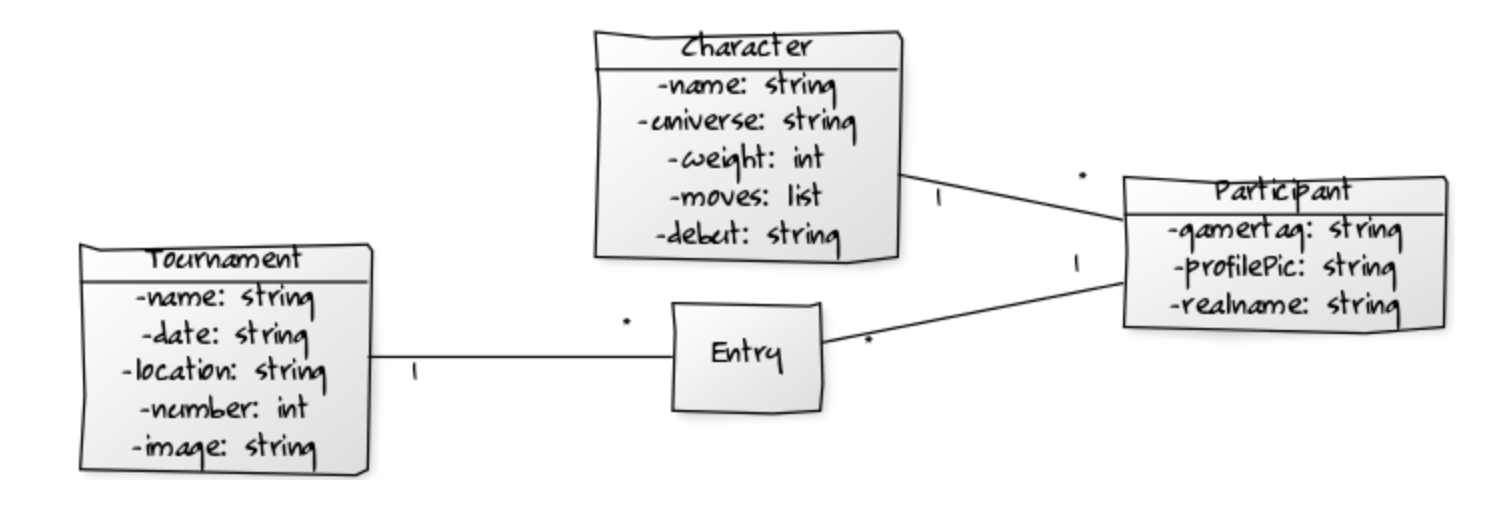 Character
-name: string
-universe: string
-weight: int
-moves: list
-debut: string
1
*
Participant
-gamertag: string
-profilePic: string
-realname: string
1
*
Entry
*
1
Tournament
-name: string
-date: string
-location: string
-number: int
-image: string